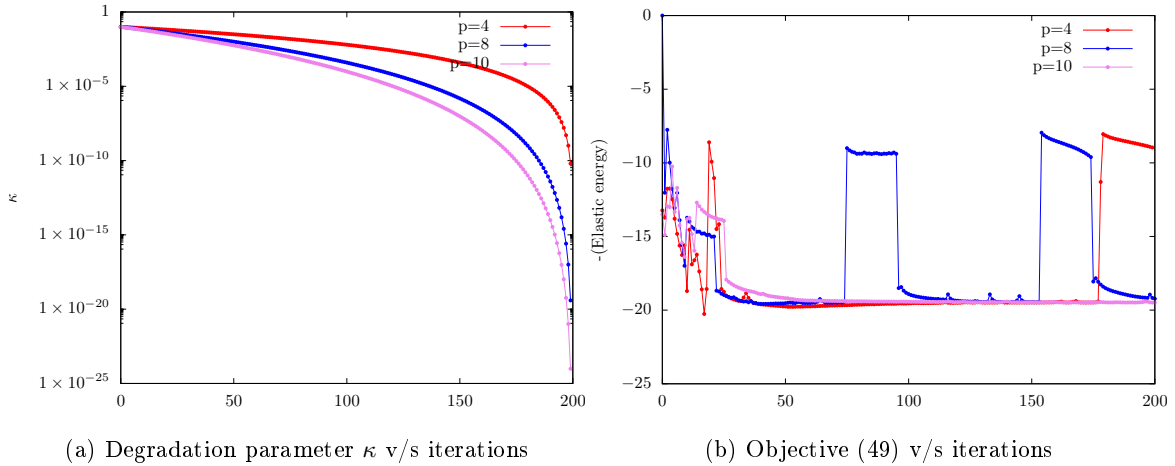 p=4
p=8
p=10
1 × 10⁻⁵
1 × 10⁻¹⁰
1 × 10⁻¹⁵
1 × 10⁻²⁰
1 × 10⁻²⁵
κ
0 50 100 150 200
(a) Degradation parameter κ v/s iterations
p=4
p=8
p=10
0
−5
−10
−15
−20
−25
-(Elastic energy)
0 50 100 150 200
(b) Objective (49) v/s iterations